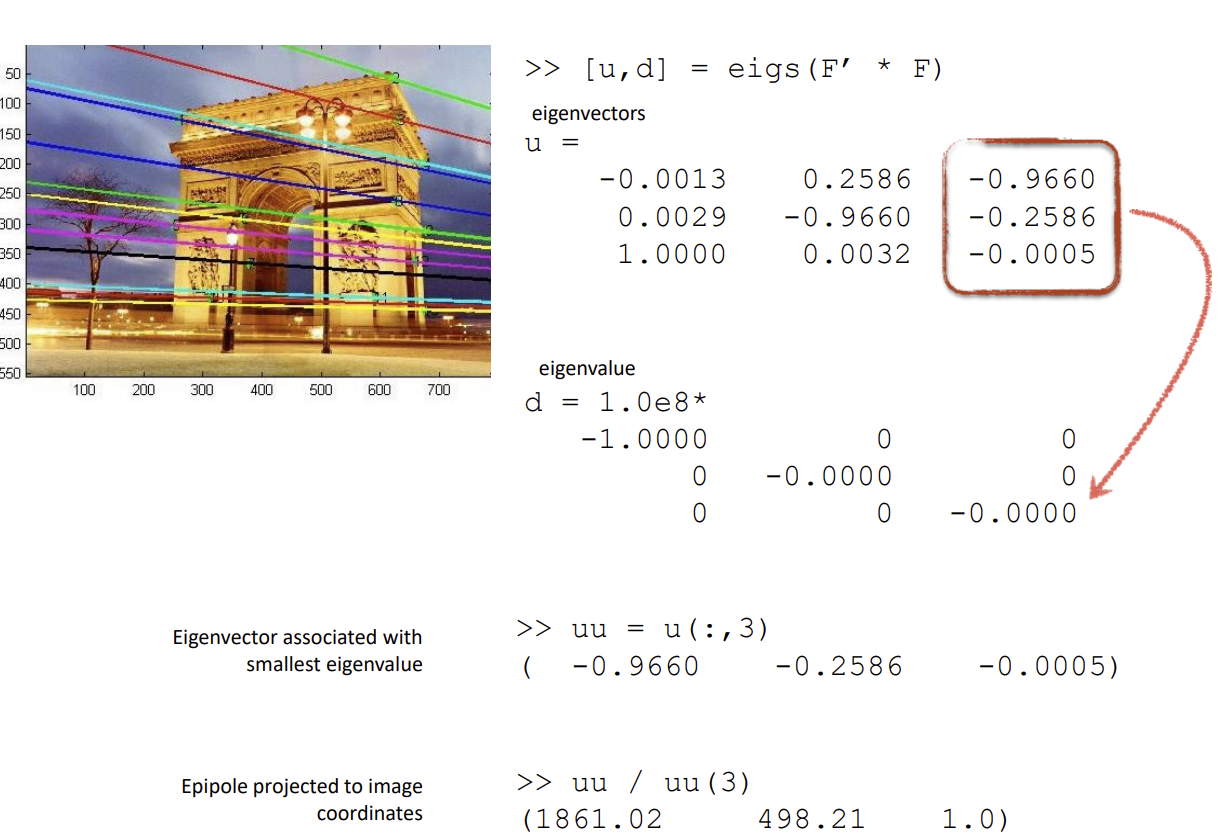 50
100
150
200
250
300
350
400
450
500
550
100 200 300 400 500 600 700
>> [u,d] = eigs(F’ * F)
eigenvectors
u =
-0.0013 0.2586 -0.9660
0.0029 -0.9660 -0.2586
1.0000 0.0032 -0.0005
eigenvalue
d = 1.0e8*
-1.0000 0 0
0 -0.0000 0
0 0 -0.0000
Eigenvector associated with
smallest eigenvalue
>> uu = u(:,3)
( -0.9660 -0.2586 -0.0005)
Epipole projected to image
coordinates
>> uu / uu(3)
(1861.02 498.21 1.0)